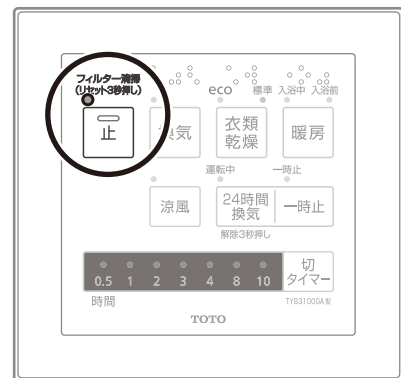 フィルター清掃
(リセット3秒押し)
eco 標準 入浴中 入浴前
止
換気
衣類
乾燥
暖房
運転中 一時止
涼風
24時間
換気
一時止
解除3秒押し
0.5 1 2 3 4 8 10
切
タイマー
時間
TYB3100GA型
TOTO